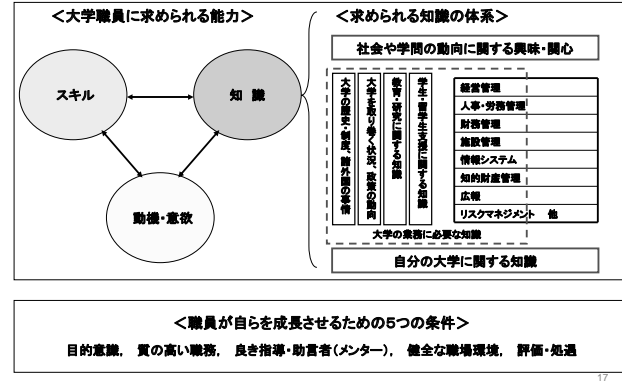 ＜大学職員に求められる能力＞
スキル
知 識
動機・意欲
＜求められる知識の体系＞
社会や学問の動向に関する興味・関心
大学の歴史・制度、諸外国の事情
大学を取り巻く状況、政策の動向
教育・研究に関する知識
学生・留学生支援に関する知識
経営管理
人事・労務管理
財務管理
施設管理
情報システム
知的財産管理
広報
リスクマネジメント 他
大学の業務に必要な知識
自分の大学に関する知識
＜職員が自らを成長させるための5つの条件＞
目的意識, 質の高い職務, 良き指導・助言者（メンター）, 健全な職場環境, 評価・処遇
17